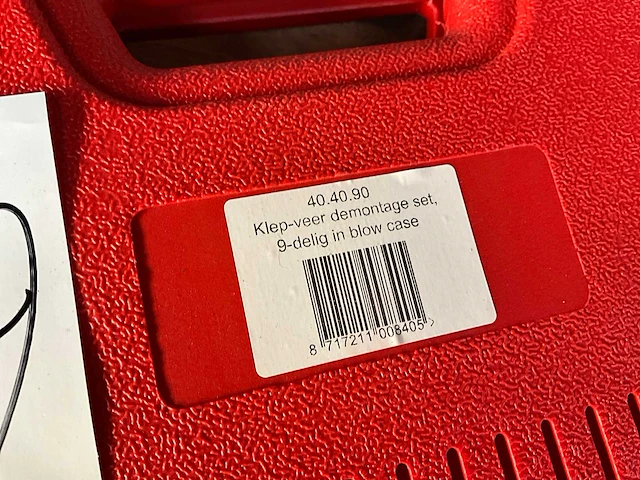 40.40.90
Klep-veer demontage set,
9-delig in blow case
8 717211 008405 >